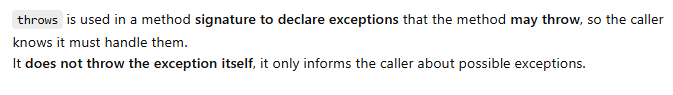 throws is used in a method signature to declare exceptions that the method may throw, so the caller
knows it must handle them.
It does not throw the exception itself, it only informs the caller about possible exceptions.